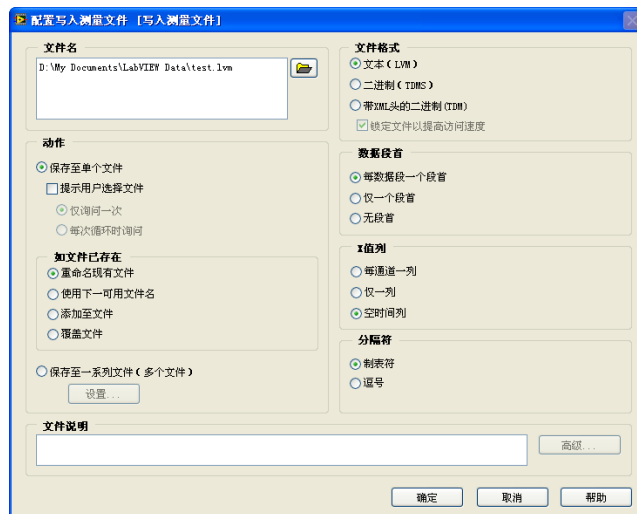 配置写入测量文件 [写入测量文件]
文件名
D:\My Documents\LabVIEW Data\test.lvm
动作
保存至单个文件
提示用户选择文件
仅询问一次
每次循环时询问
如文件已存在
重命名现有文件
使用下一可用文件名
添加至文件
覆盖文件
保存至一系列文件(多个文件)
设置...
文件格式
文本(LVM)
二进制(TDMS)
带XML头的二进制(TDM)
锁定文件以提高访问速度
数据段首
每数据段一个段首
仅一个段首
无段首
X值列
每通道一列
仅一列
空时间列
分隔符
制表符
逗号
文件说明
高级...
确定
取消
帮助